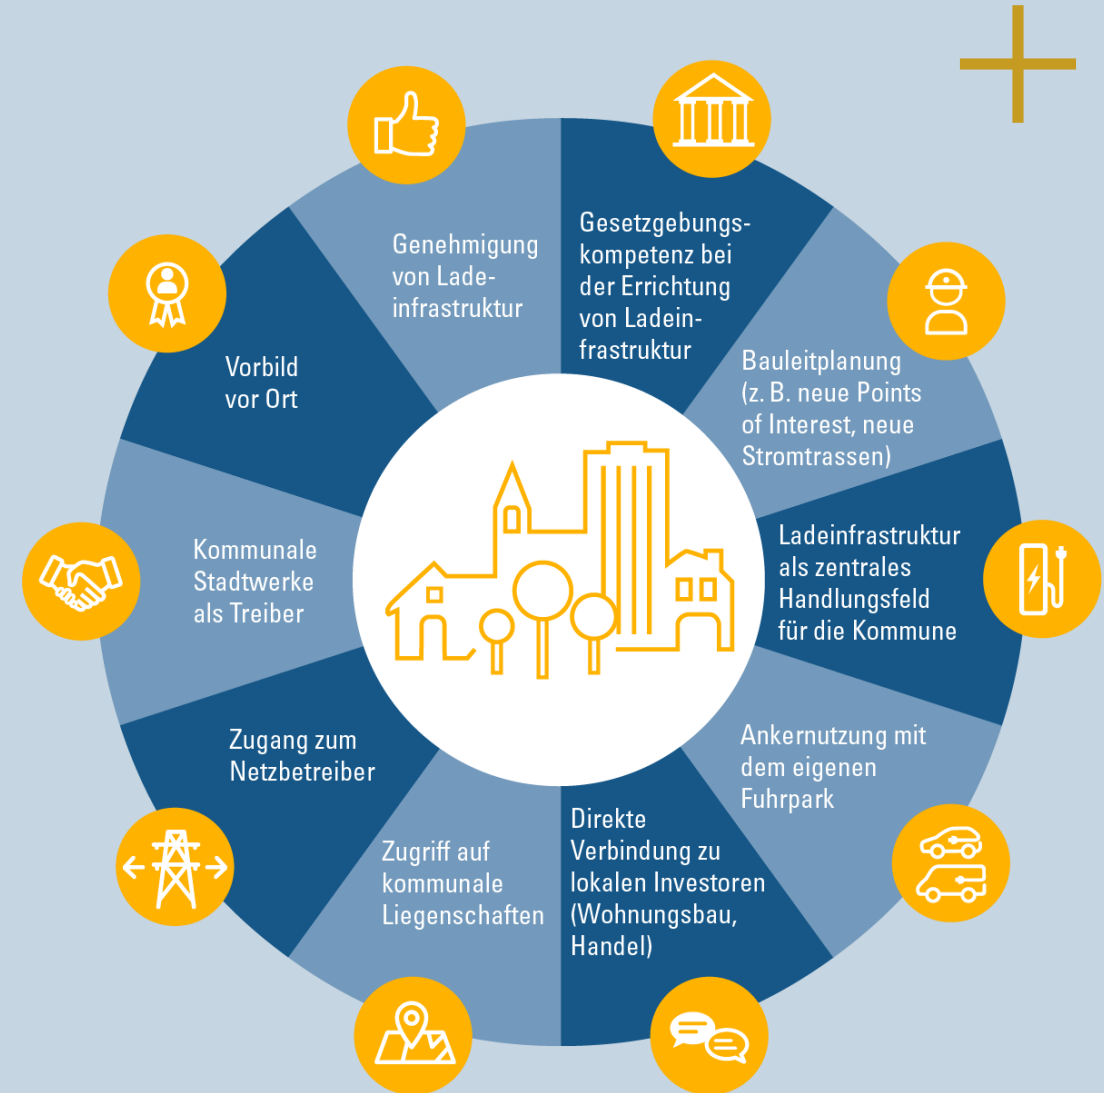 Gesetzgebungs-
kompetenz bei
der Errichtung
von Ladein-
frastruktur
Bauleitplanung
(z. B. neue Points
of Interest, neue
Stromtrassen)
Ladeinfrastruktur
als zentrales
Handlungsfeld
für die Kommune
Ankernutzung mit
dem eigenen
Fuhrpark
Direkte
Verbindung zu
lokalen Investoren
(Wohnungsbau,
Handel)
Zugriff auf
kommunale
Liegenschaften
Zugang zum
Netzbetreiber
Kommunale
Stadtwerke
als Treiber
Vorbild
vor Ort
Genehmigung
von Lade-
infrastruktur